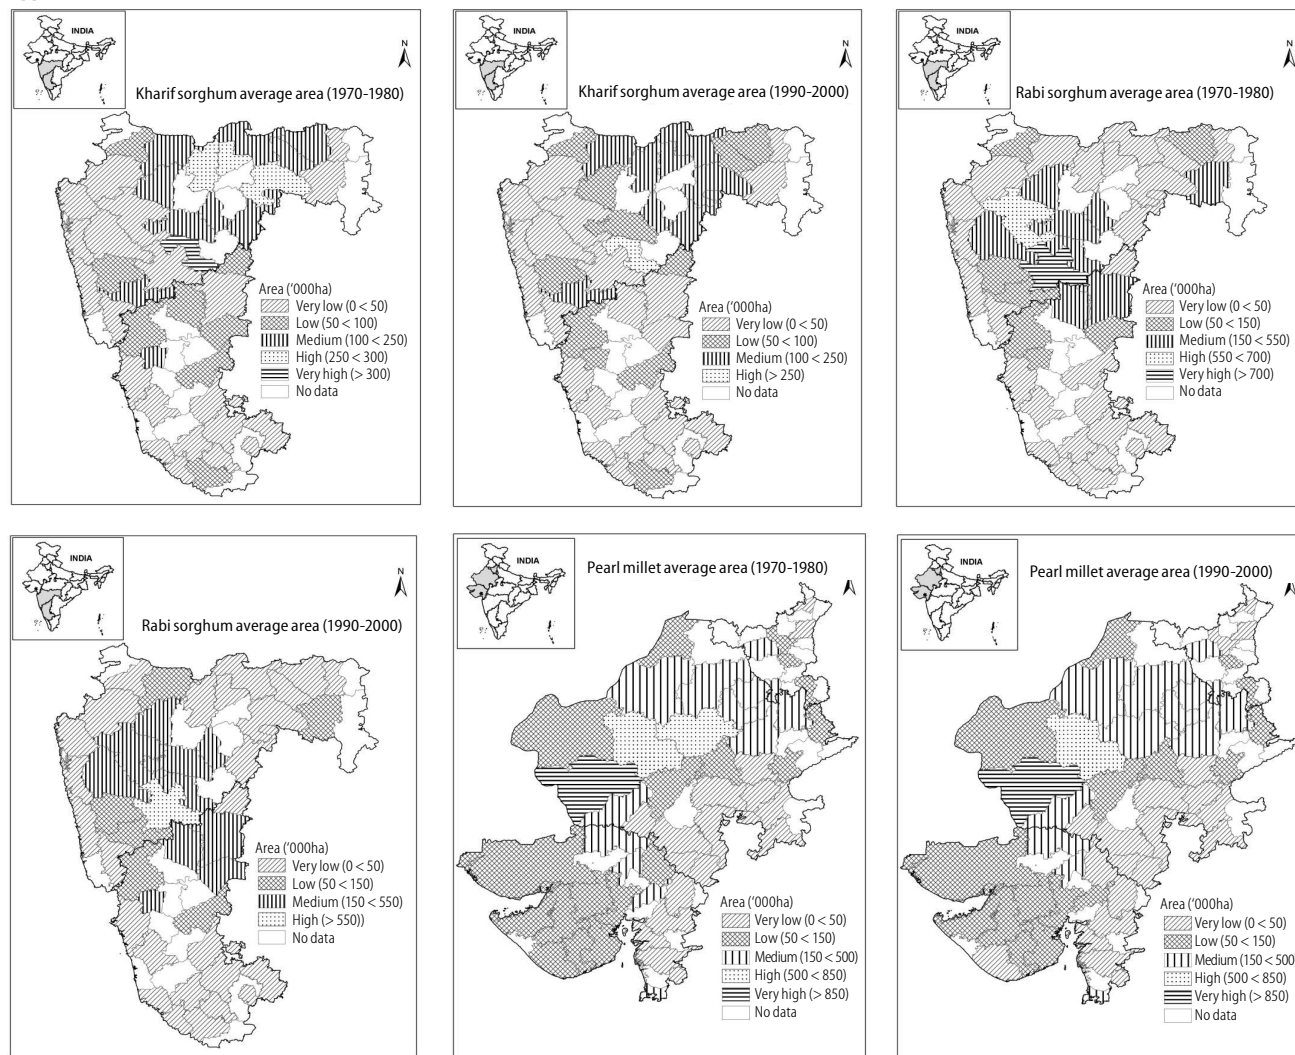 INDIA
N
Kharif sorghum average area (1970-1980)
Area ('000ha)
Very low (0 < 50)
Low (50 < 100)
Medium (100 < 250)
High (250 < 300)
Very high (> 300)
No data
INDIA
N
Kharif sorghum average area (1990-2000)
Area ('000ha)
Very low (0 < 50)
Low (50 < 100)
Medium (100 < 250)
High (> 250)
No data
INDIA
N
Rabi sorghum average area (1970-1980)
Area ('000ha)
Very low (0 < 50)
Low (50 < 150)
Medium (150 < 550)
High (550 < 700)
Very high (> 700)
No data
INDIA
N
Rabi sorghum average area (1990-2000)
Area ('000ha)
Very low (0 < 50)
Low (50 < 150)
Medium (150 < 550)
High (> 550))
No data
INDIA
Pearl millet average area (1970-1980)
Area ('000ha)
Very low (0 < 50)
Low (50 < 150)
Medium (150 < 500)
High (500 < 850)
Very high (> 850)
No data
INDIA
Pearl millet average area (1990-2000)
Area ('000ha)
Very low (0 < 50)
Low (50 < 150)
Medium (150 < 500)
High (500 < 850)
Very high (> 850)
No data